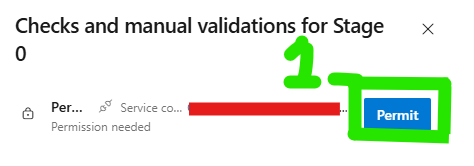 Checks and manual validations for Stage
0
1
Per... Service co... ...
Permission needed
Permit